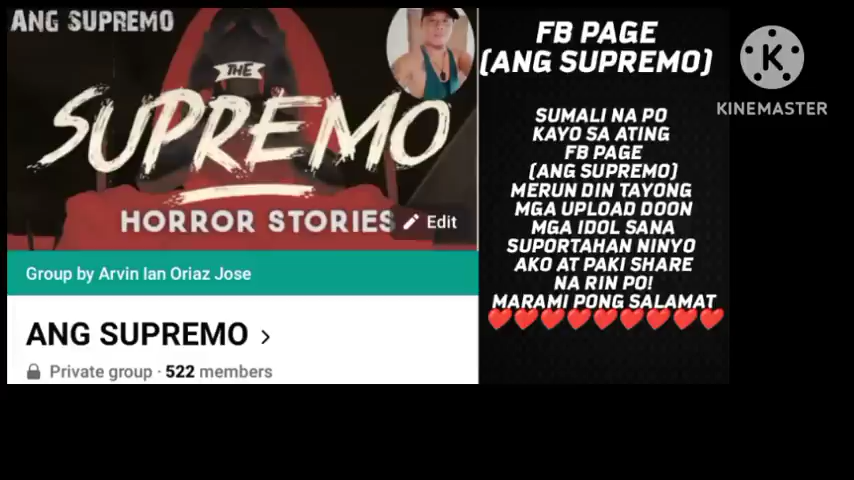 ANG SUPREMO
THE
SUPREMO
HORROR STORIES
Edit
Group by Arvin Ian Oriaz Jose
ANG SUPREMO >
Private group · 522 members
FB PAGE
(ANG SUPREMO)
SUMALI NA PO
KAYO SA ATING
FB PAGE
(ANG SUPREMO)
MERUN DIN TAYONG
MGA UPLOAD DOON
MGA IDOL SANA
SUPORTAHAN NINYO
AKO AT PAKI SHARE
NA RIN PO!
MARAMI PONG SALAMAT
❤️❤️❤️❤️❤️❤️❤️❤️❤️
K
KINEMASTER